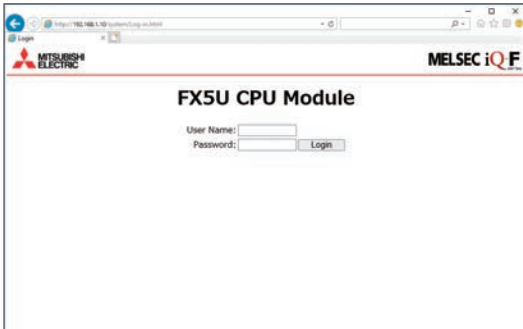 http://192.168.1.10/system/Log-in.html
Login
MITSUBISHI
ELECTRIC
MELSEC iQ-F
FX5U CPU Module
User Name:
Password:
Login